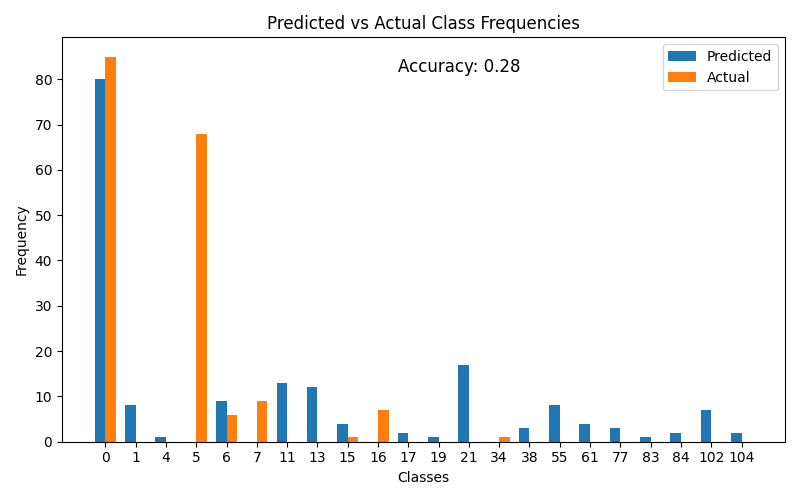 Predicted vs Actual Class Frequencies
Accuracy: 0.28
Predicted
Actual
Frequency
80
70
60
50
40
30
20
10
0
0 1 4 5 6 7 11 13 15 16 17 19 21 34 38 55 61 77 83 84 102 104
Classes